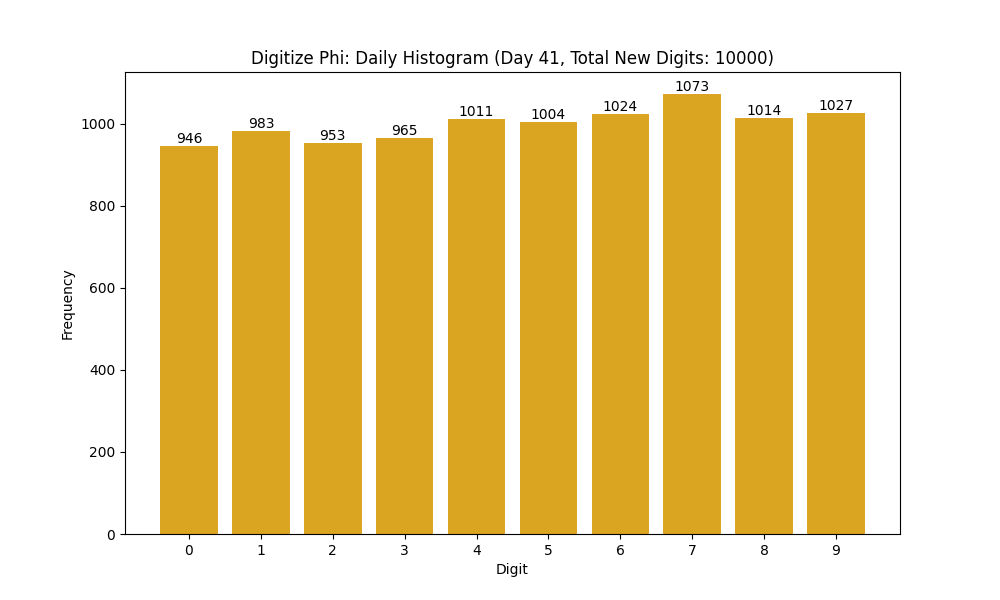 Digitize Phi: Daily Histogram (Day 41, Total New Digits: 10000)
946 983 953 965 1011 1004 1024 1073 1014 1027
1000
800
600
400
200
0
Frequency
0 1 2 3 4 5 6 7 8 9
Digit